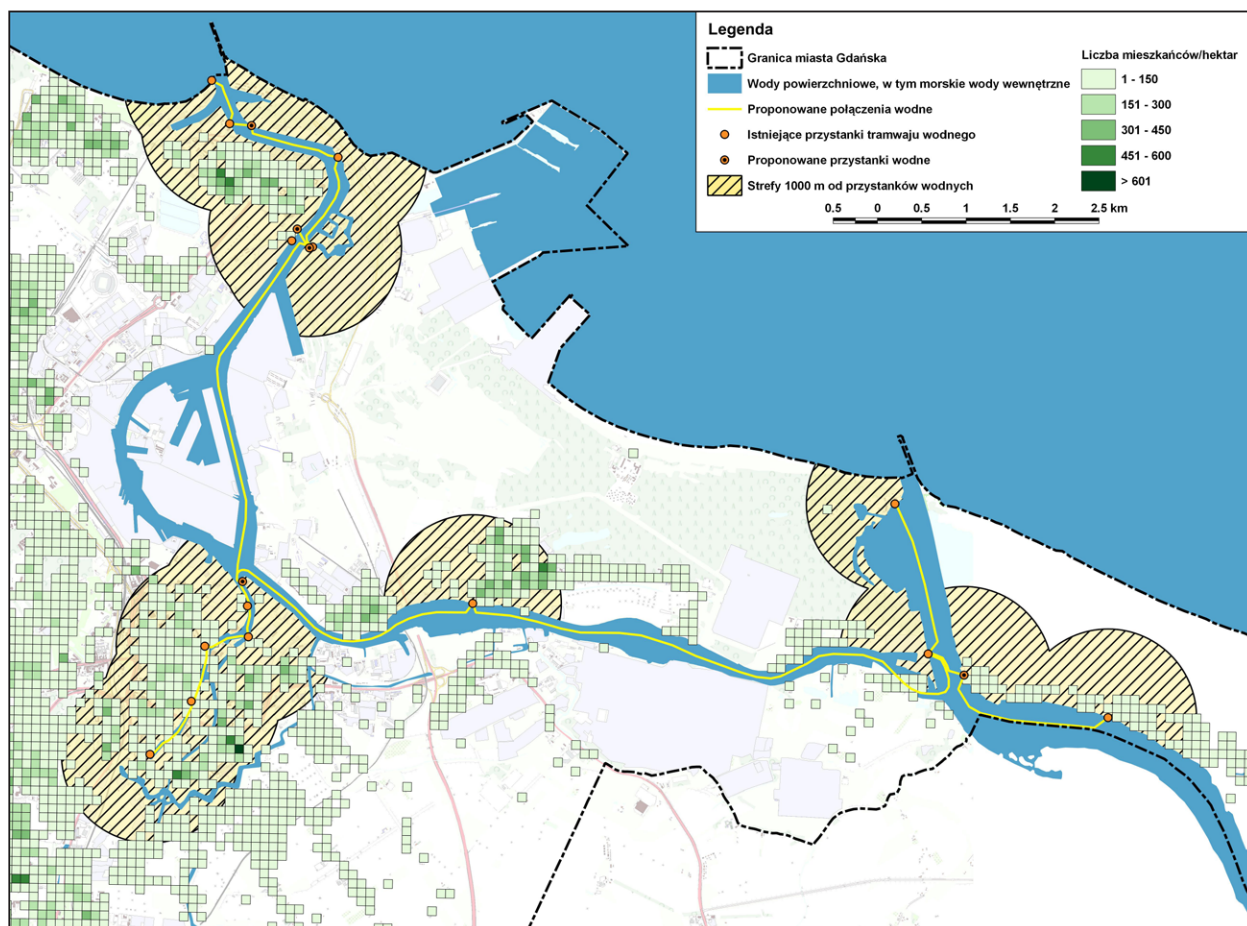 Legenda
Granica miasta Gdańska
Wody powierzchniowe, w tym morskie wody wewnętrzne
Proponowane połączenia wodne
Istniejące przystanki tramwaju wodnego
Proponowane przystanki wodne
Strefy 1000 m od przystanków wodnych
Liczba mieszkańców/hektar
1 - 150
151 - 300
301 - 450
451 - 600
> 601
0.5 0 0.5 1 1.5 2 2.5 km